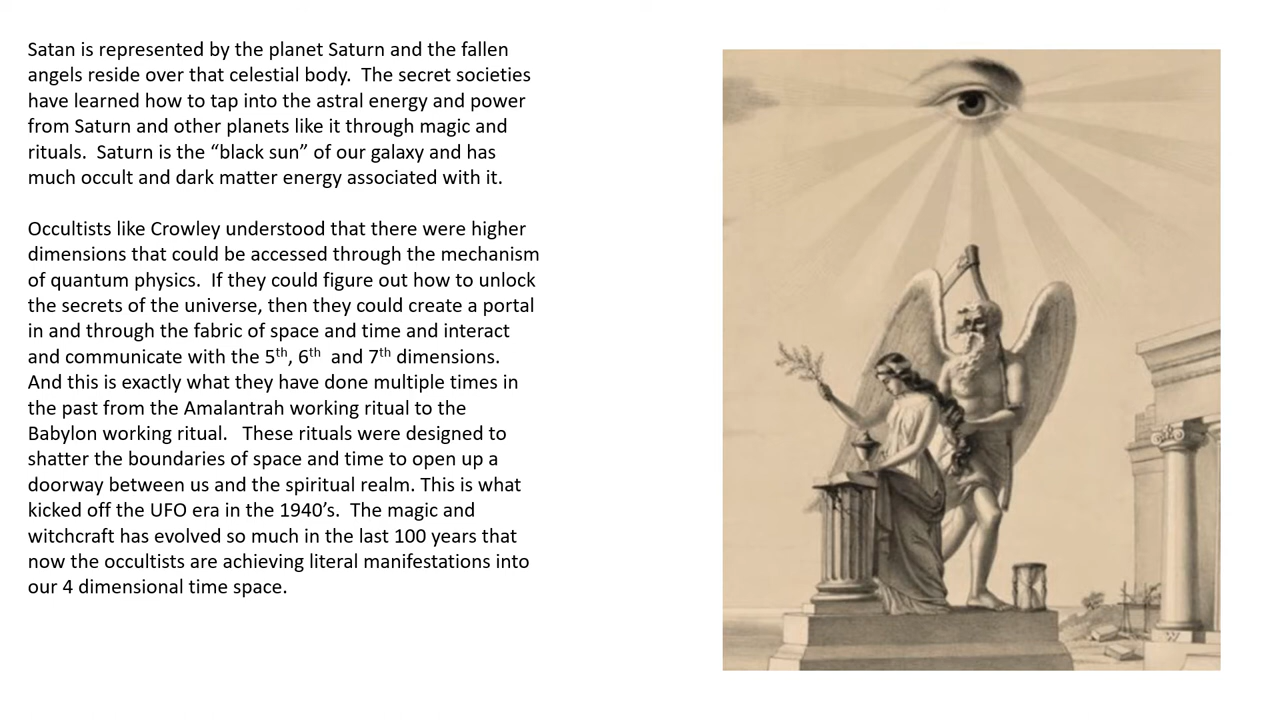 Satan is represented by the planet Saturn and the fallen
angels reside over that celestial body.  The secret societies
have learned how to tap into the astral energy and power
from Saturn and other planets like it through magic and
rituals.  Saturn is the “black sun” of our galaxy and has
much occult and dark matter energy associated with it.
Occultists like Crowley understood that there were higher
dimensions that could be accessed through the mechanism
of quantum physics.  If they could figure out how to unlock
the secrets of the universe, then they could create a portal
in and through the fabric of space and time and interact
and communicate with the 5th, 6th  and 7th dimensions.
And this is exactly what they have done multiple times in
the past from the Amalantrah working ritual to the
Babylon working ritual.   These rituals were designed to
shatter the boundaries of space and time to open up a
doorway between us and the spiritual realm. This is what
kicked off the UFO era in the 1940’s.  The magic and
witchcraft has evolved so much in the last 100 years that
now the occultists are achieving literal manifestations into
our 4 dimensional time space.